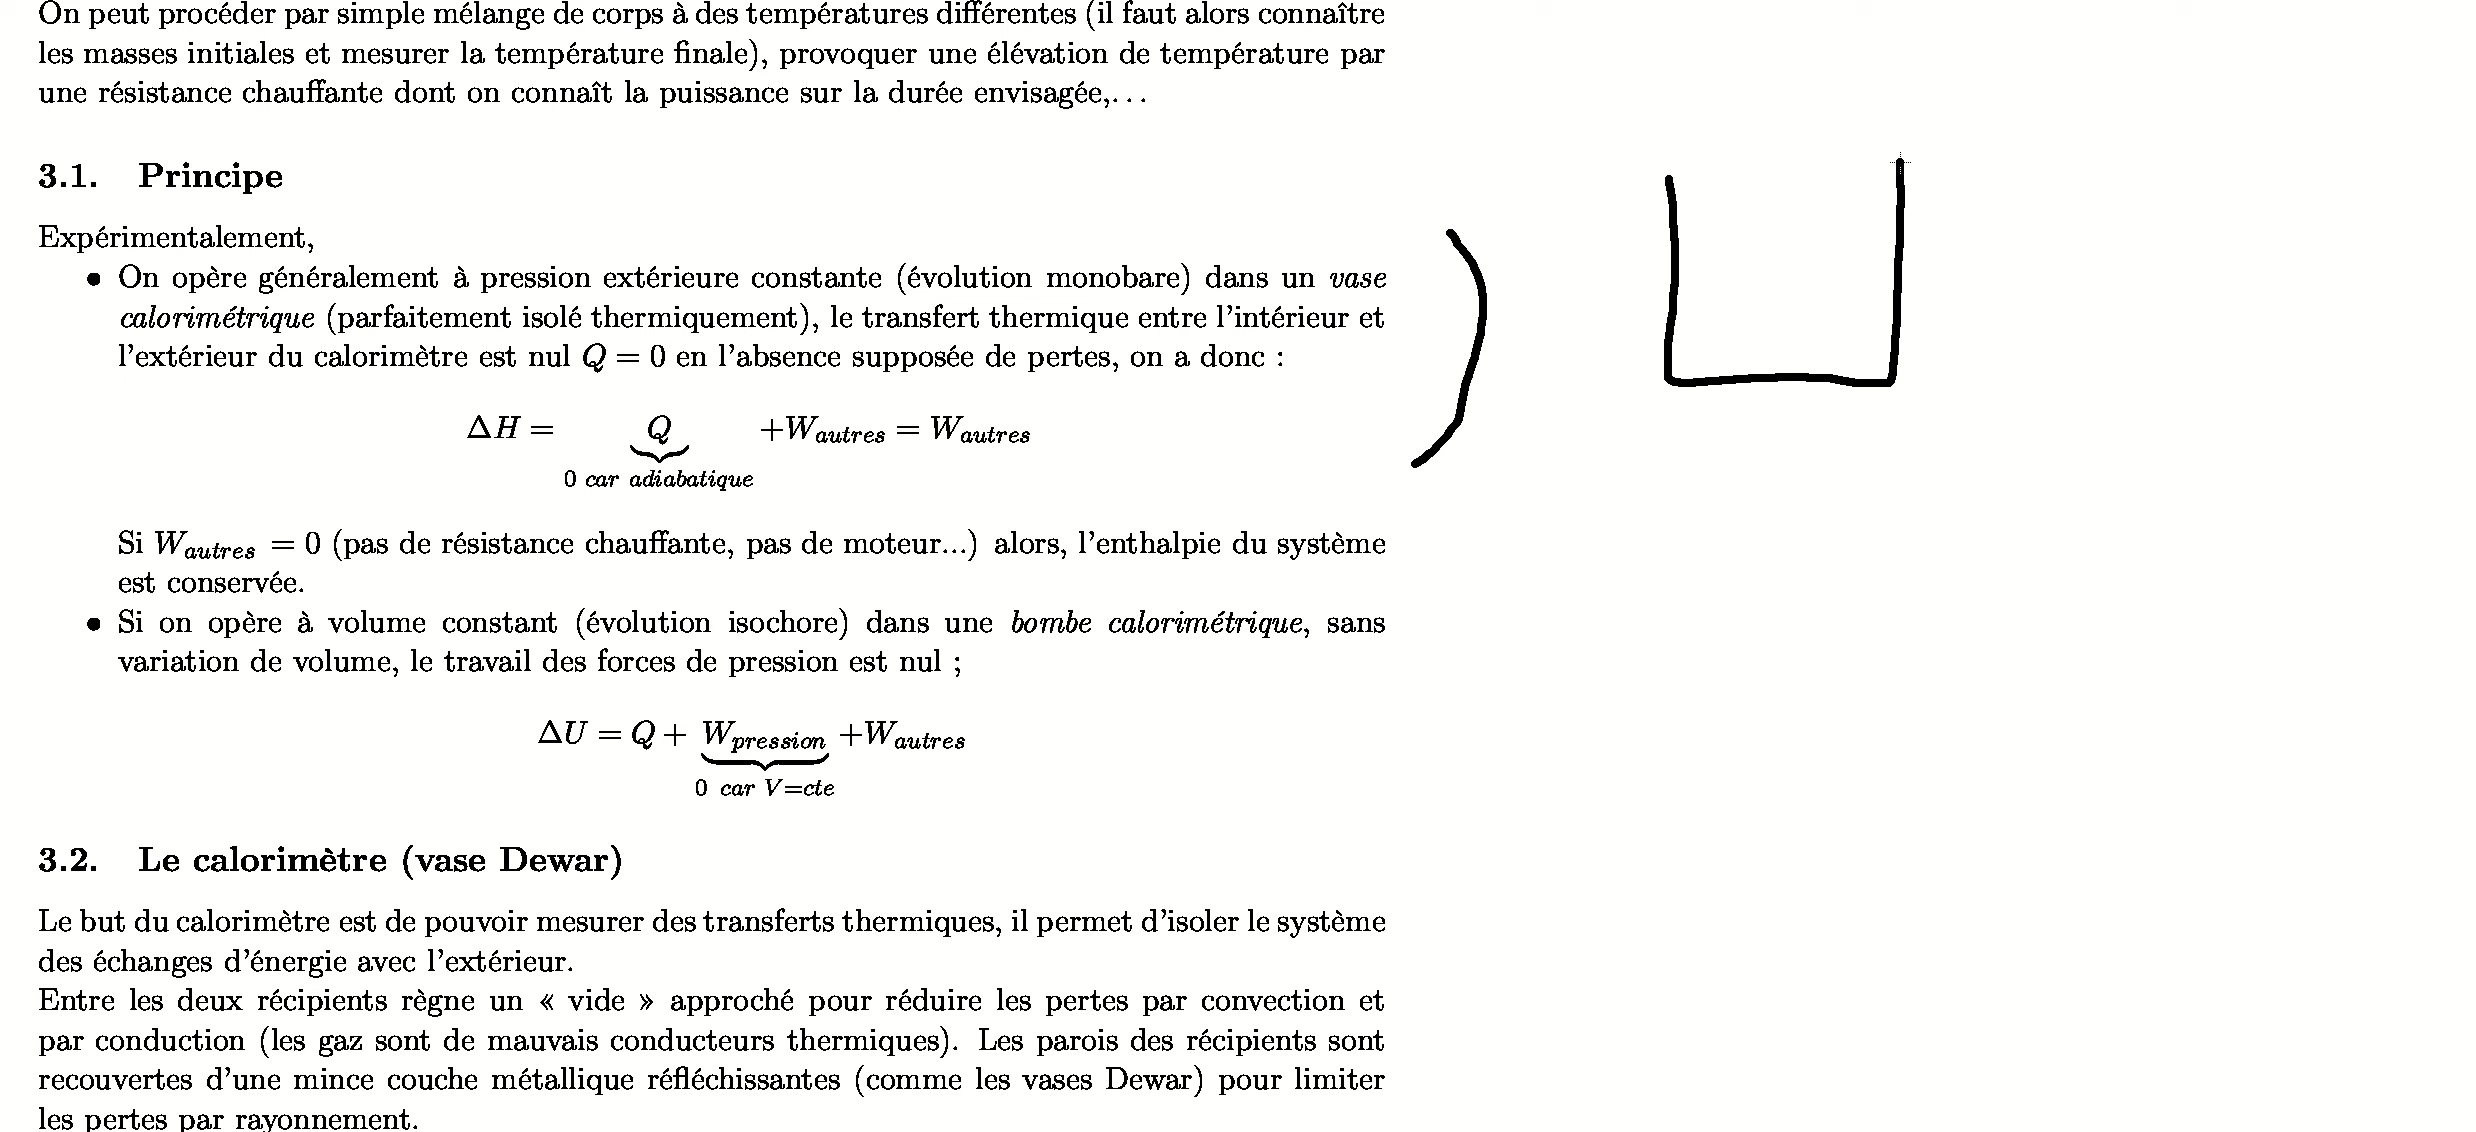 On peut procéder par simple mélange de corps à des températures différentes (il faut alors connaître
les masses initiales et mesurer la température finale), provoquer une élévation de température par
une résistance chauffante dont on connaît la puissance sur la durée envisagée,...
3.1. Principe
Expérimentalement,
• On opère généralement à pression extérieure constante (évolution monobare) dans un vase
calorimétrique (parfaitement isolé thermiquement), le transfert thermique entre l'intérieur et
l'extérieur du calorimètre est nul Q = 0 en l'absence supposée de pertes, on a donc :
ΔH = Q +W_autres = W_autres
0 car adiabatique
Si W_autres = 0 (pas de résistance chauffante, pas de moteur...) alors, l'enthalpie du système
est conservée.
• Si on opère à volume constant (évolution isochore) dans une bombe calorimétrique, sans
variation de volume, le travail des forces de pression est nul ;
ΔU = Q + W_pression +W_autres
0 car V=cte
3.2. Le calorimètre (vase Dewar)
Le but du calorimètre est de pouvoir mesurer des transferts thermiques, il permet d'isoler le système
des échanges d'énergie avec l'extérieur.
Entre les deux récipients règne un « vide » approché pour réduire les pertes par convection et
par conduction (les gaz sont de mauvais conducteurs thermiques). Les parois des récipients sont
recouvertes d'une mince couche métallique réfléchissantes (comme les vases Dewar) pour limiter
les pertes par rayonnement.